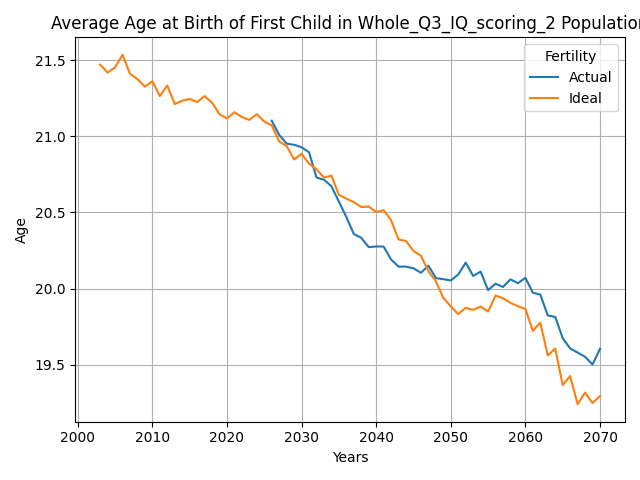 Average Age at Birth of First Child in Whole_Q3_IQ_scoring_2 Population
Fertility
Actual
Ideal
21.5
21.0
20.5
20.0
19.5
Age
2000 2010 2020 2030 2040 2050 2060 2070
Years